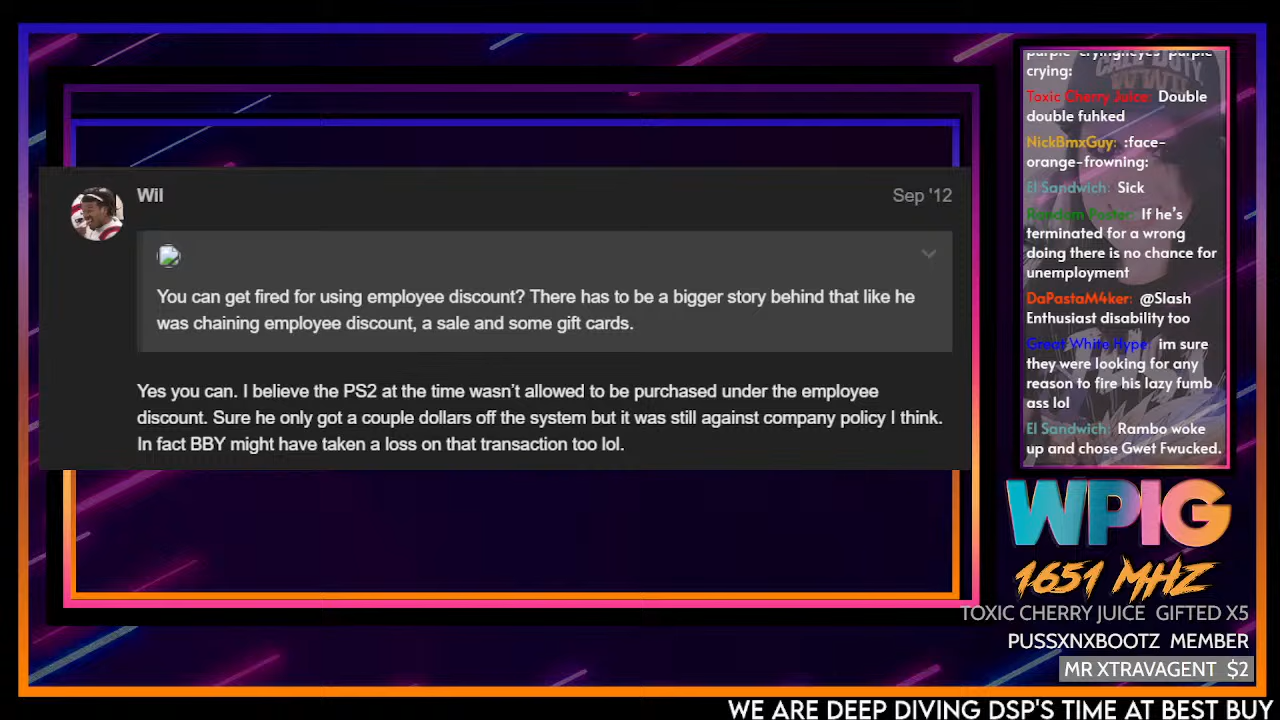 Wil
Sep '12
You can get fired for using employee discount? There has to be a bigger story behind that like he
was chaining employee discount, a sale and some gift cards.
Yes you can. I believe the PS2 at the time wasn't allowed to be purchased under the employee
discount. Sure he only got a couple dollars off the system but it was still against company policy I think.
In fact BBY might have taken a loss on that transaction too lol.
crying:
Toxic Cherry Juice: Double
double fuhked
NickBmxGuy: :face-
orange-frowning:
El Sandwich: Sick
Random Poster: If he's
terminated for a wrong
doing there is no chance for
unemployment
DaPastaM4ker: @Slash
Enthusiast disability too
Great White Hype: im sure
they were looking for any
reason to fire his lazy fumb
ass lol
El Sandwich: Rambo woke
up and chose Gwet Fwucked.
WPIG
1651 MHZ
TOXIC CHERRY JUICE GIFTED X5
PUSSXNXBOOTZ MEMBER
MR XTRAVAGENT $2
WE ARE DEEP DIVING DSP'S TIME AT BEST BUY